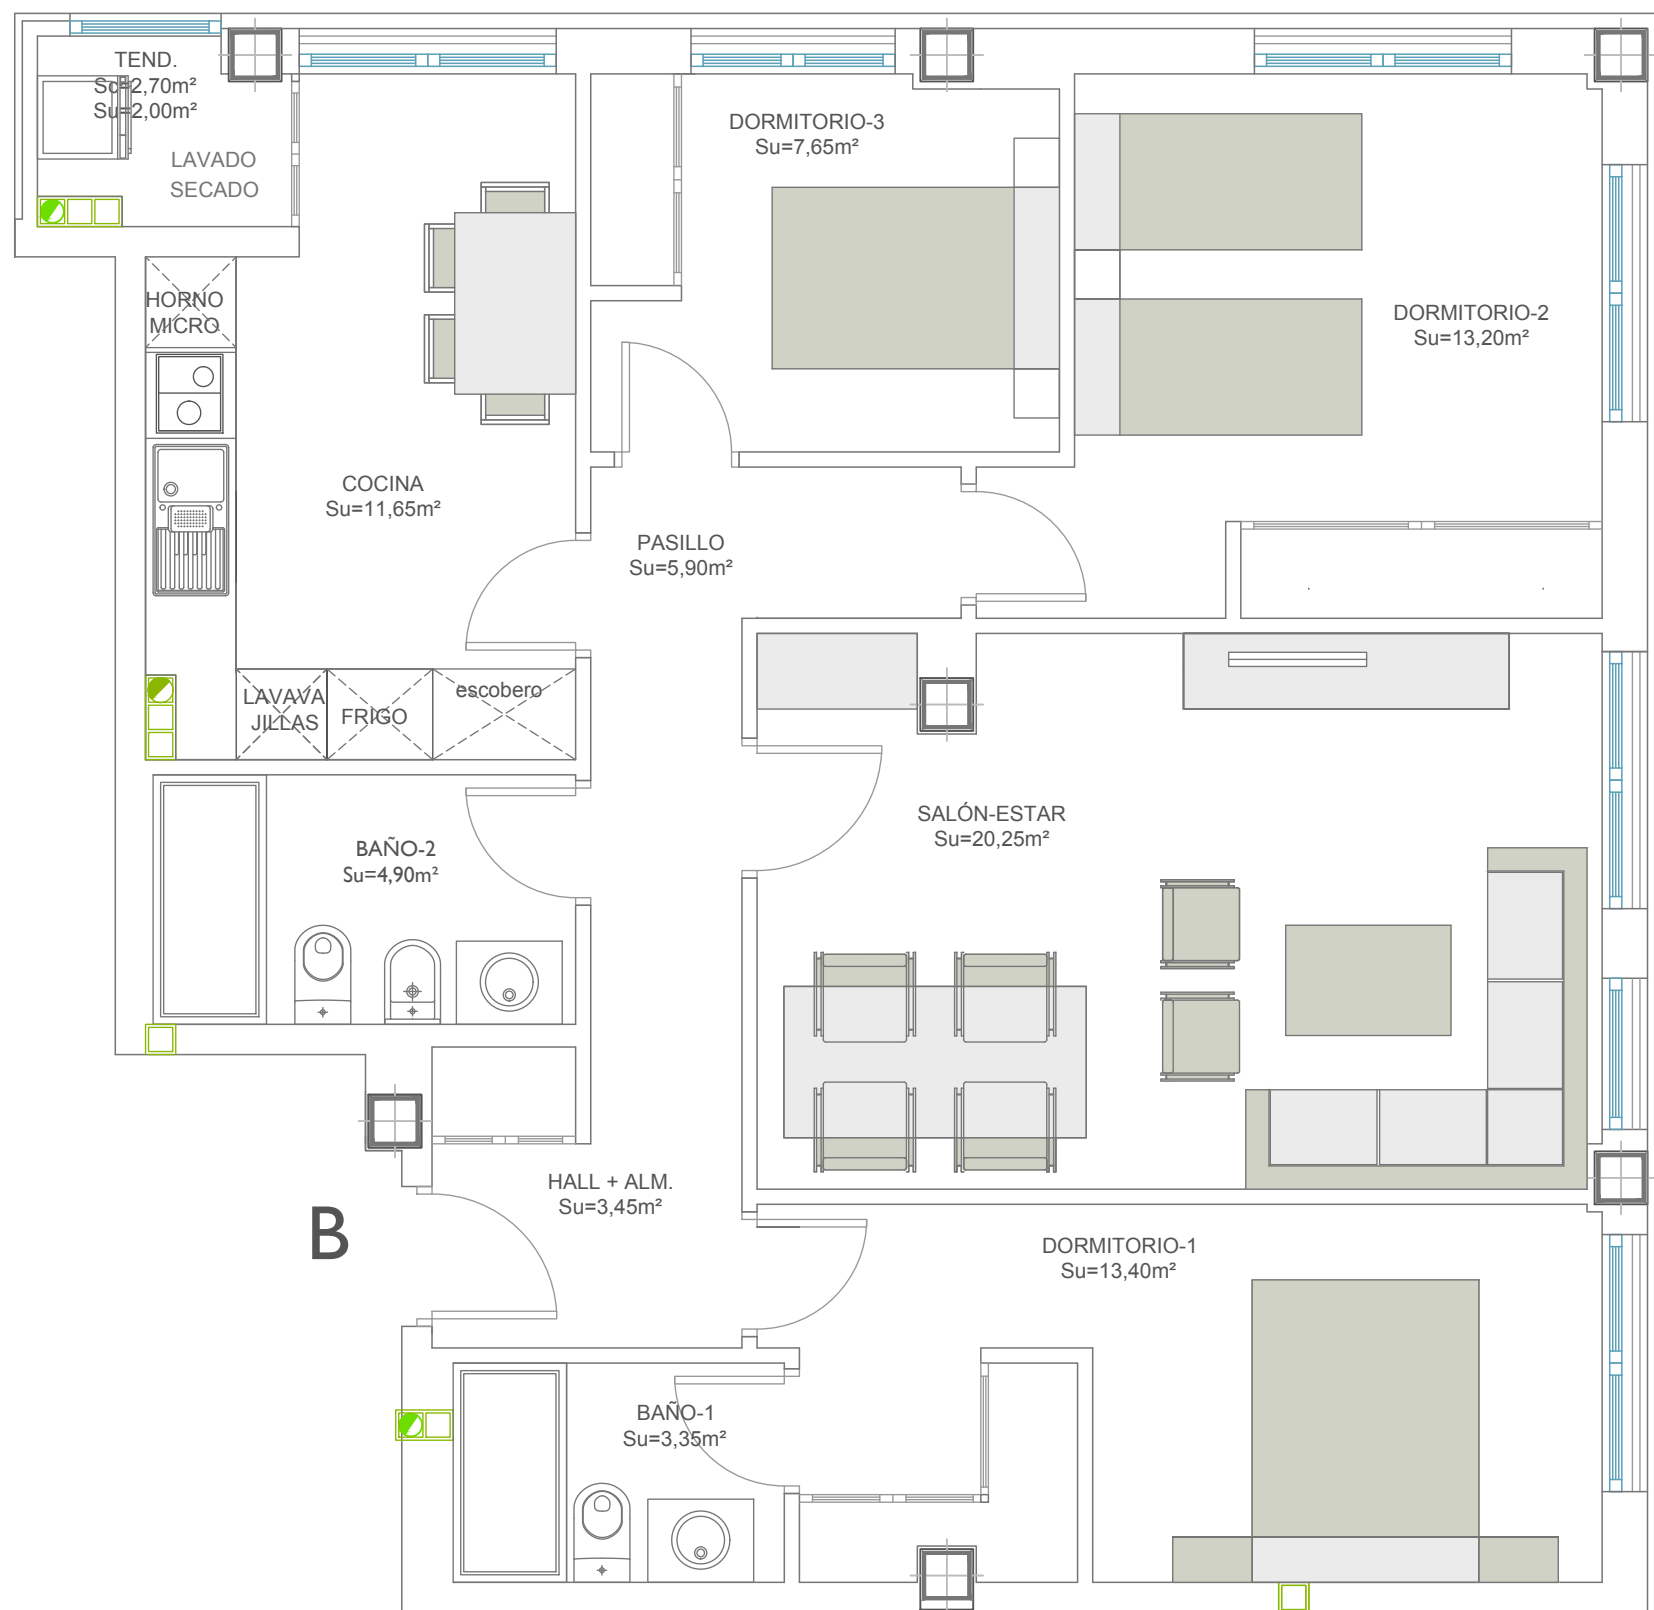 TEND.
Sc=2,70m²
Su=2,00m²
LAVADO
SECADO
DORMITORIO-3
Su=7,65m²
HORNO
MICRO
DORMITORIO-2
Su=13,20m²
COCINA
Su=11,65m²
PASILLO
Su=5,90m²
LAVAVA
JILLAS
FRIGO
escobero
SALÓN-ESTAR
Su=20,25m²
BAÑO-2
Su=4,90m²
HALL + ALM.
Su=3,45m²
B
DORMITORIO-1
Su=13,40m²
BAÑO-1
Su=3,35m²